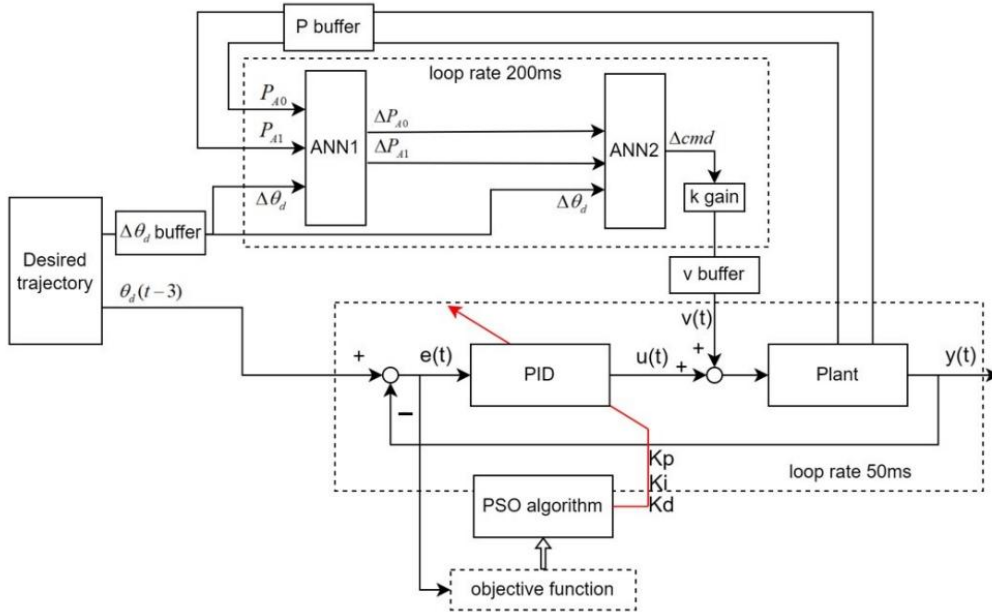 P buffer
loop rate 200ms
P_{A0}
ΔP_{A0}
P_{A1}
ANN1
ΔP_{A1}
ANN2
Δcmd
Δθ_d
Δθ_d
k gain
Δθ_d buffer
Desired
trajectory
v buffer
θ_d(t−3)
v(t)
+
e(t)
PID
u(t)
+
+
Plant
y(t)
−
Kp
Ki
Kd
loop rate 50ms
PSO algorithm
objective function